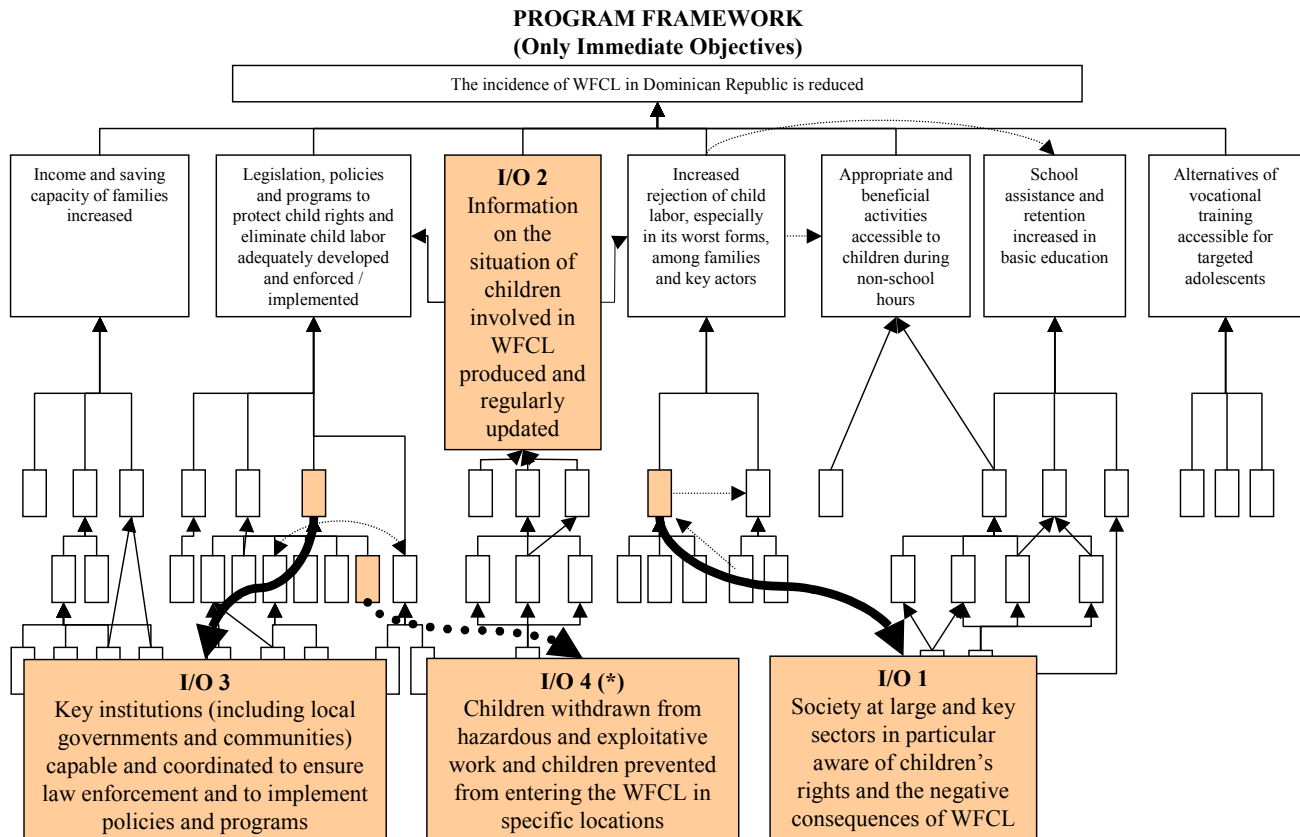 PROGRAM FRAMEWORK
(Only Immediate Objectives)
The incidence of WFCL in Dominican Republic is reduced
Income and saving
capacity of families
increased
Legislation, policies
and programs to
protect child rights and
eliminate child labor
adequately developed
and enforced /
implemented
I/O 2
Information
on the
situation of
children
involved in
WFCL
produced and
regularly
updated
Increased
rejection of child
labor, especially
in its worst forms,
among families
and key actors
Appropriate and
beneficial
activities
accessible to
children during
non-school
hours
School
assistance and
retention
increased in
basic education
Alternatives of
vocational
training
accessible for
targeted
adolescents
I/O 3
Key institutions (including local
governments and communities)
capable and coordinated to ensure
law enforcement and to implement
policies and programs
I/O 4 (*)
Children withdrawn from
hazardous and exploitative
work and children prevented
from entering the WFCL in
specific locations
I/O 1
Society at large and key
sectors in particular
aware of children's
rights and the negative
consequences of WFCL